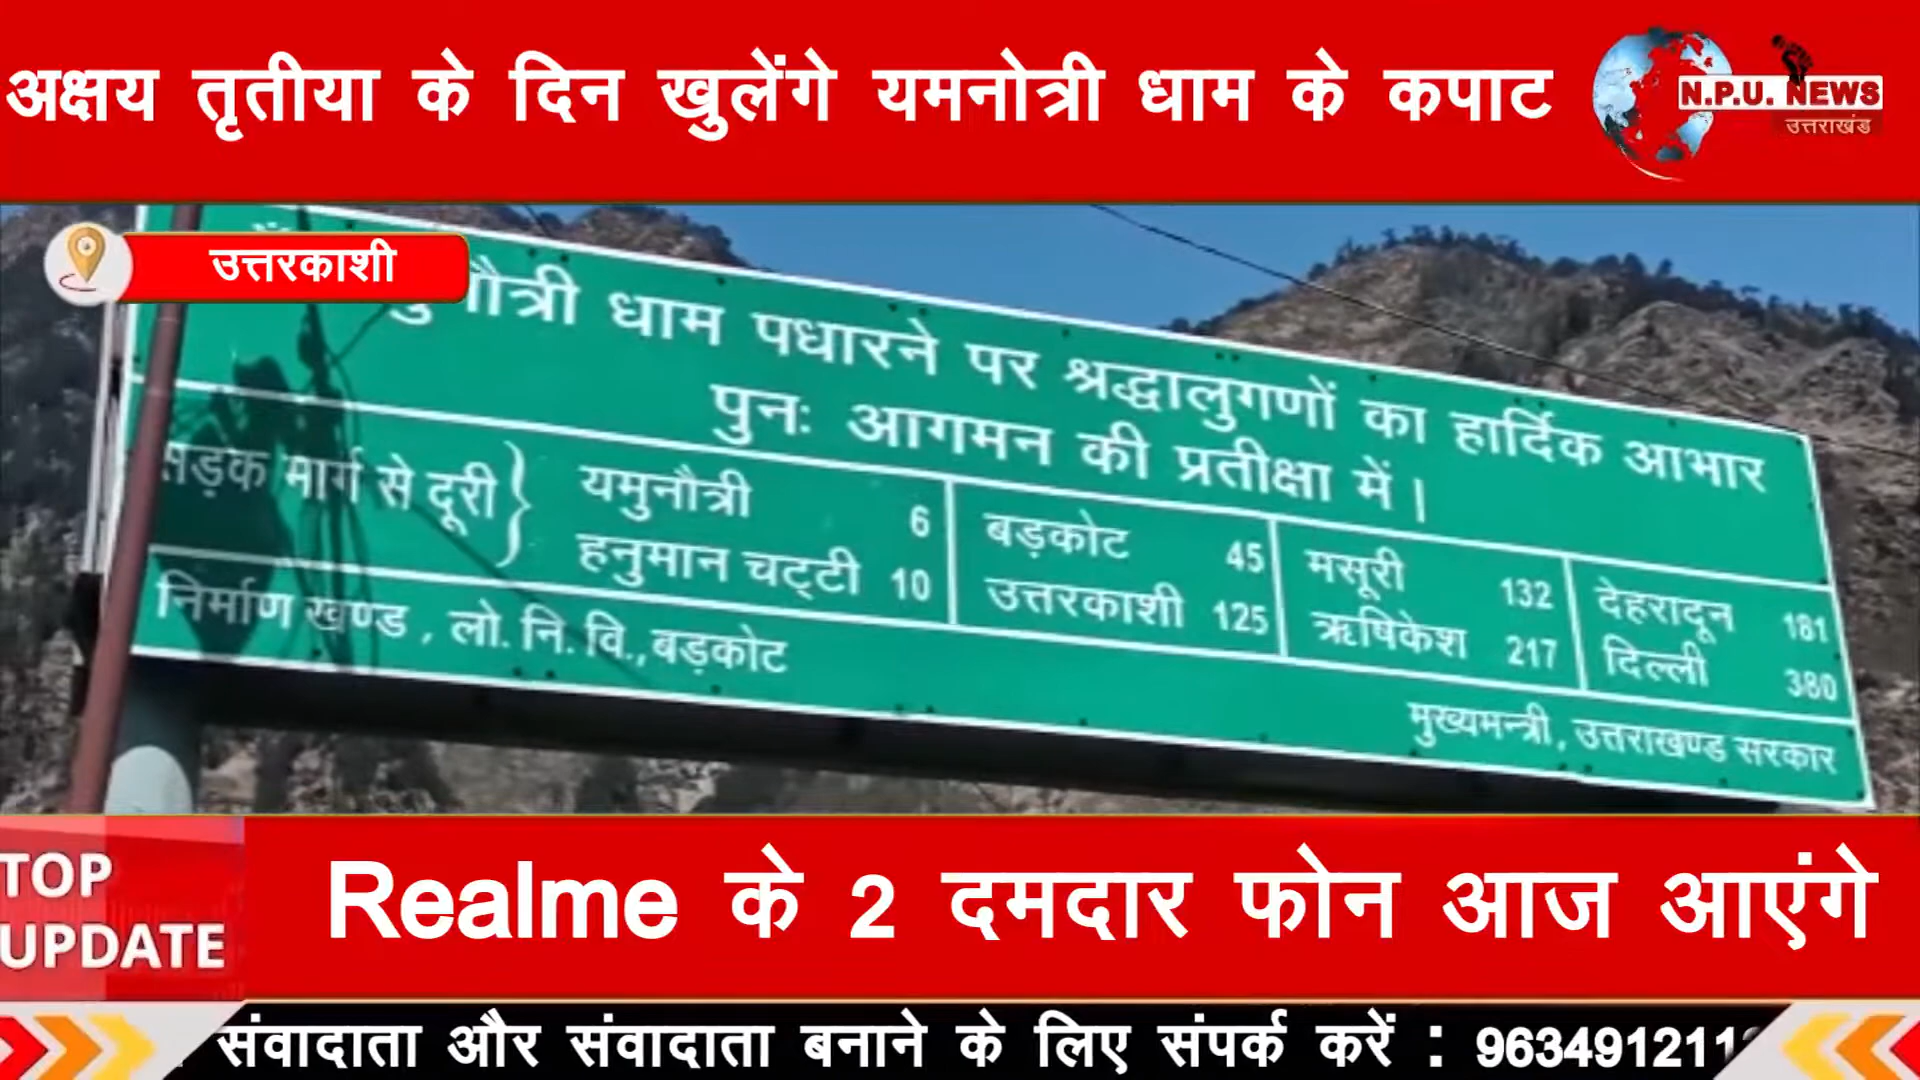 अक्षय तृतीया के दिन खुलेंगे यमनोत्री धाम के कपाट
N.P.U. NEWS
उत्तराखंड
उत्तरकाशी
धाम पधारने पर श्रद्धालुगणों का हार्दिक आभार
पुनः आगमन की प्रतीक्षा में |
सड़क मार्ग से दूरी } यमुनौत्री 6 बड़कोट 45 मसूरी 132 देहरादून 181
हनुमान चट्टी 10 उत्तरकाशी 125 ऋषिकेश 217 दिल्ली 380
निर्माण खण्ड , लो. नि. वि., बड़कोट
मुख्यमन्त्री, उत्तराखण्ड सरकार
TOP
UPDATE
Realme के 2 दमदार फोन आज आएंगे
संवादाता और संवादाता बनाने के लिए संपर्क करें : 963491211